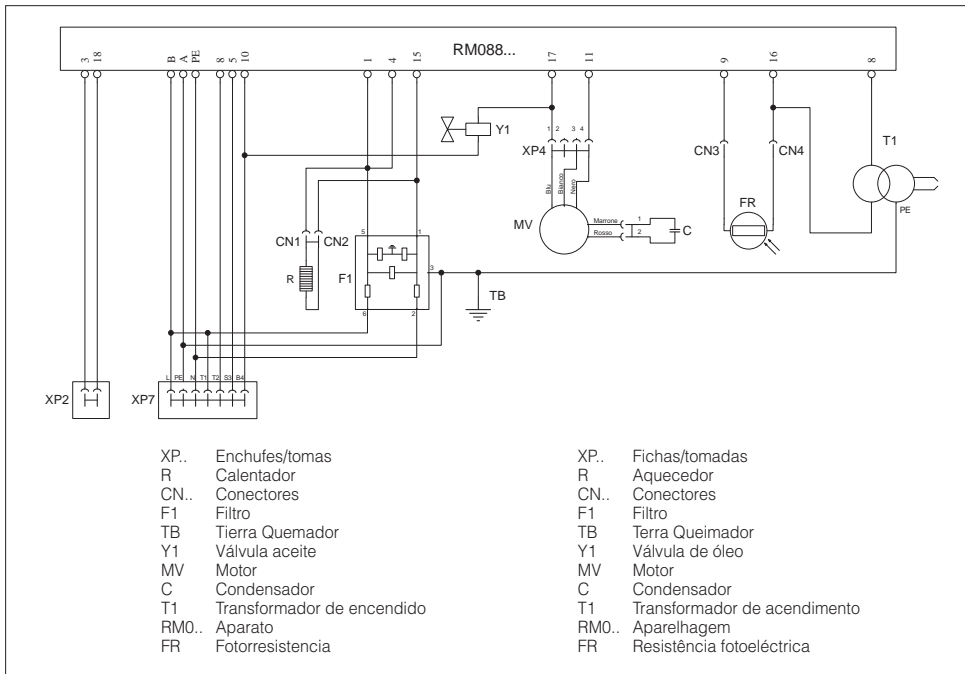 RM088...
3 18 B A PE 8 5 10 1 4 15 17 11 9 16 8
Y1
1 2 3 4
XP4
CN3 CN4
T1
Blu Bianco Nero
FR
PE
MV
Marrone 1
Rosso 2
C
CN1 CN2
5 1
R
F1
3
TB
6 2
L PE N T1 T2 S3 B4
XP2
XP7
XP.. Enchufes/tomas
R Calentador
CN.. Conectores
F1 Filtro
TB Tierra Quemador
Y1 Válvula aceite
MV Motor
C Condensador
T1 Transformador de encendido
RM0.. Aparato
FR Fotorresistencia
XP.. Fichas/tomadas
R Aquecedor
CN.. Conectores
F1 Filtro
TB Terra Queimador
Y1 Válvula de óleo
MV Motor
C Condensador
T1 Transformador de acendimento
RM0.. Aparelhagem
FR Resistência fotoeléctrica